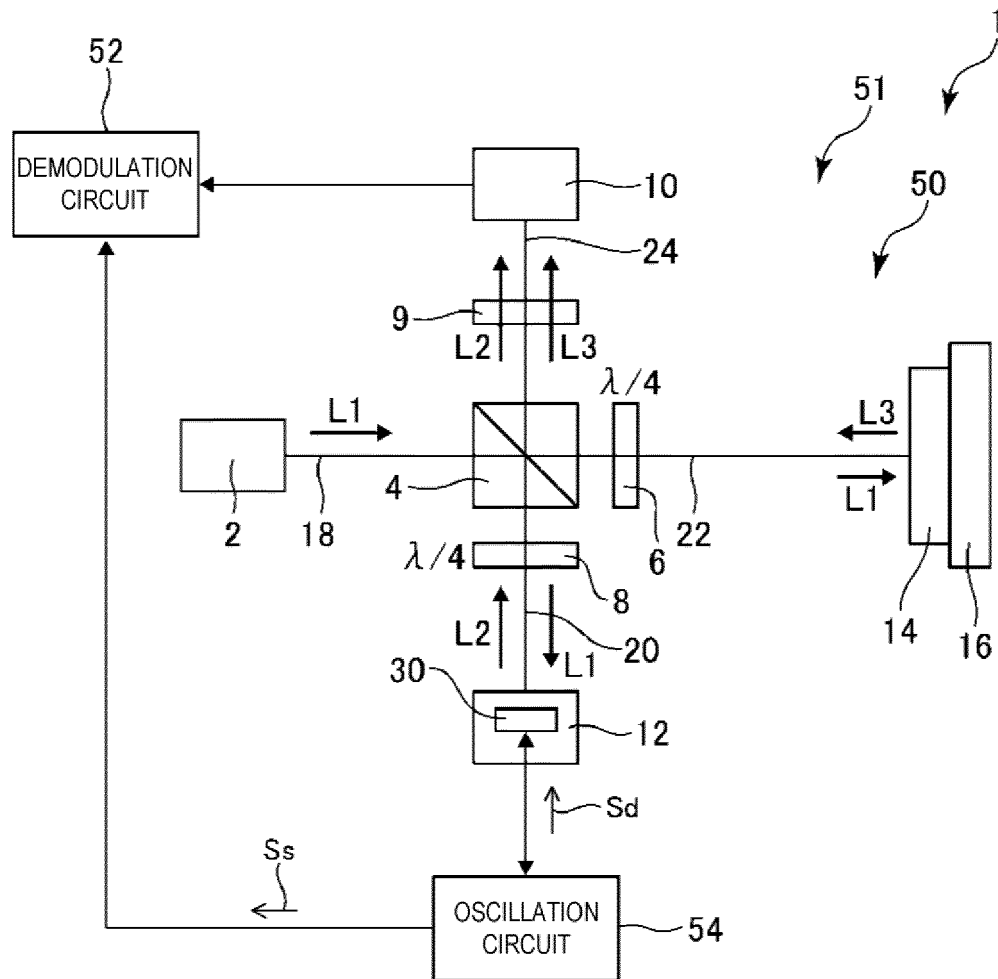 1
52
51
DEMODULATION
CIRCUIT
10
50
24
9
L2
L3
λ/4
L1
L3
4
2
18
6
22
L1
λ/4
8
14
16
L2
20
L1
30
12
Sd
Ss
OSCILLATION
CIRCUIT
54